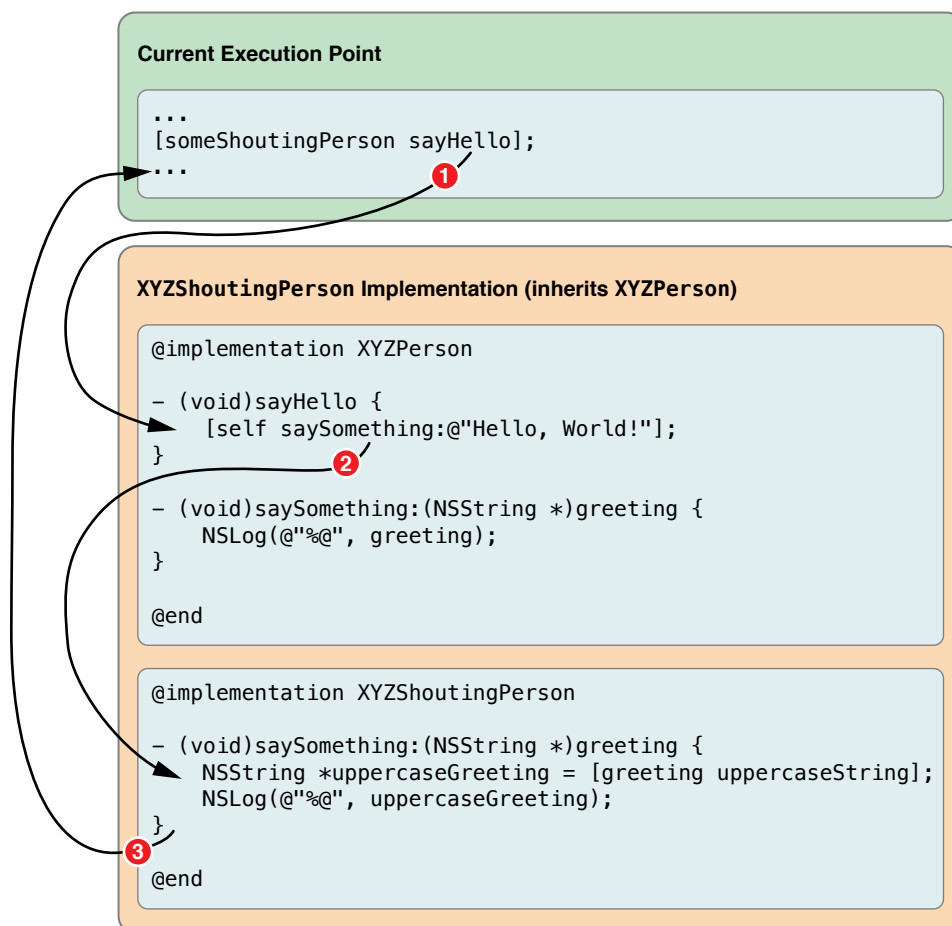 Current Execution Point
...
[someShoutingPerson sayHello];
...
1
XYZShoutingPerson Implementation (inherits XYZPerson)
@implementation XYZPerson
- (void)sayHello {
[self saySomething:@"Hello, World!"];
}
2
- (void)saySomething:(NSString *)greeting {
NSLog(@"%@", greeting);
}
@end
@implementation XYZShoutingPerson
- (void)saySomething:(NSString *)greeting {
NSString *uppercaseGreeting = [greeting uppercaseString];
NSLog(@"%@", uppercaseGreeting);
}
3
@end